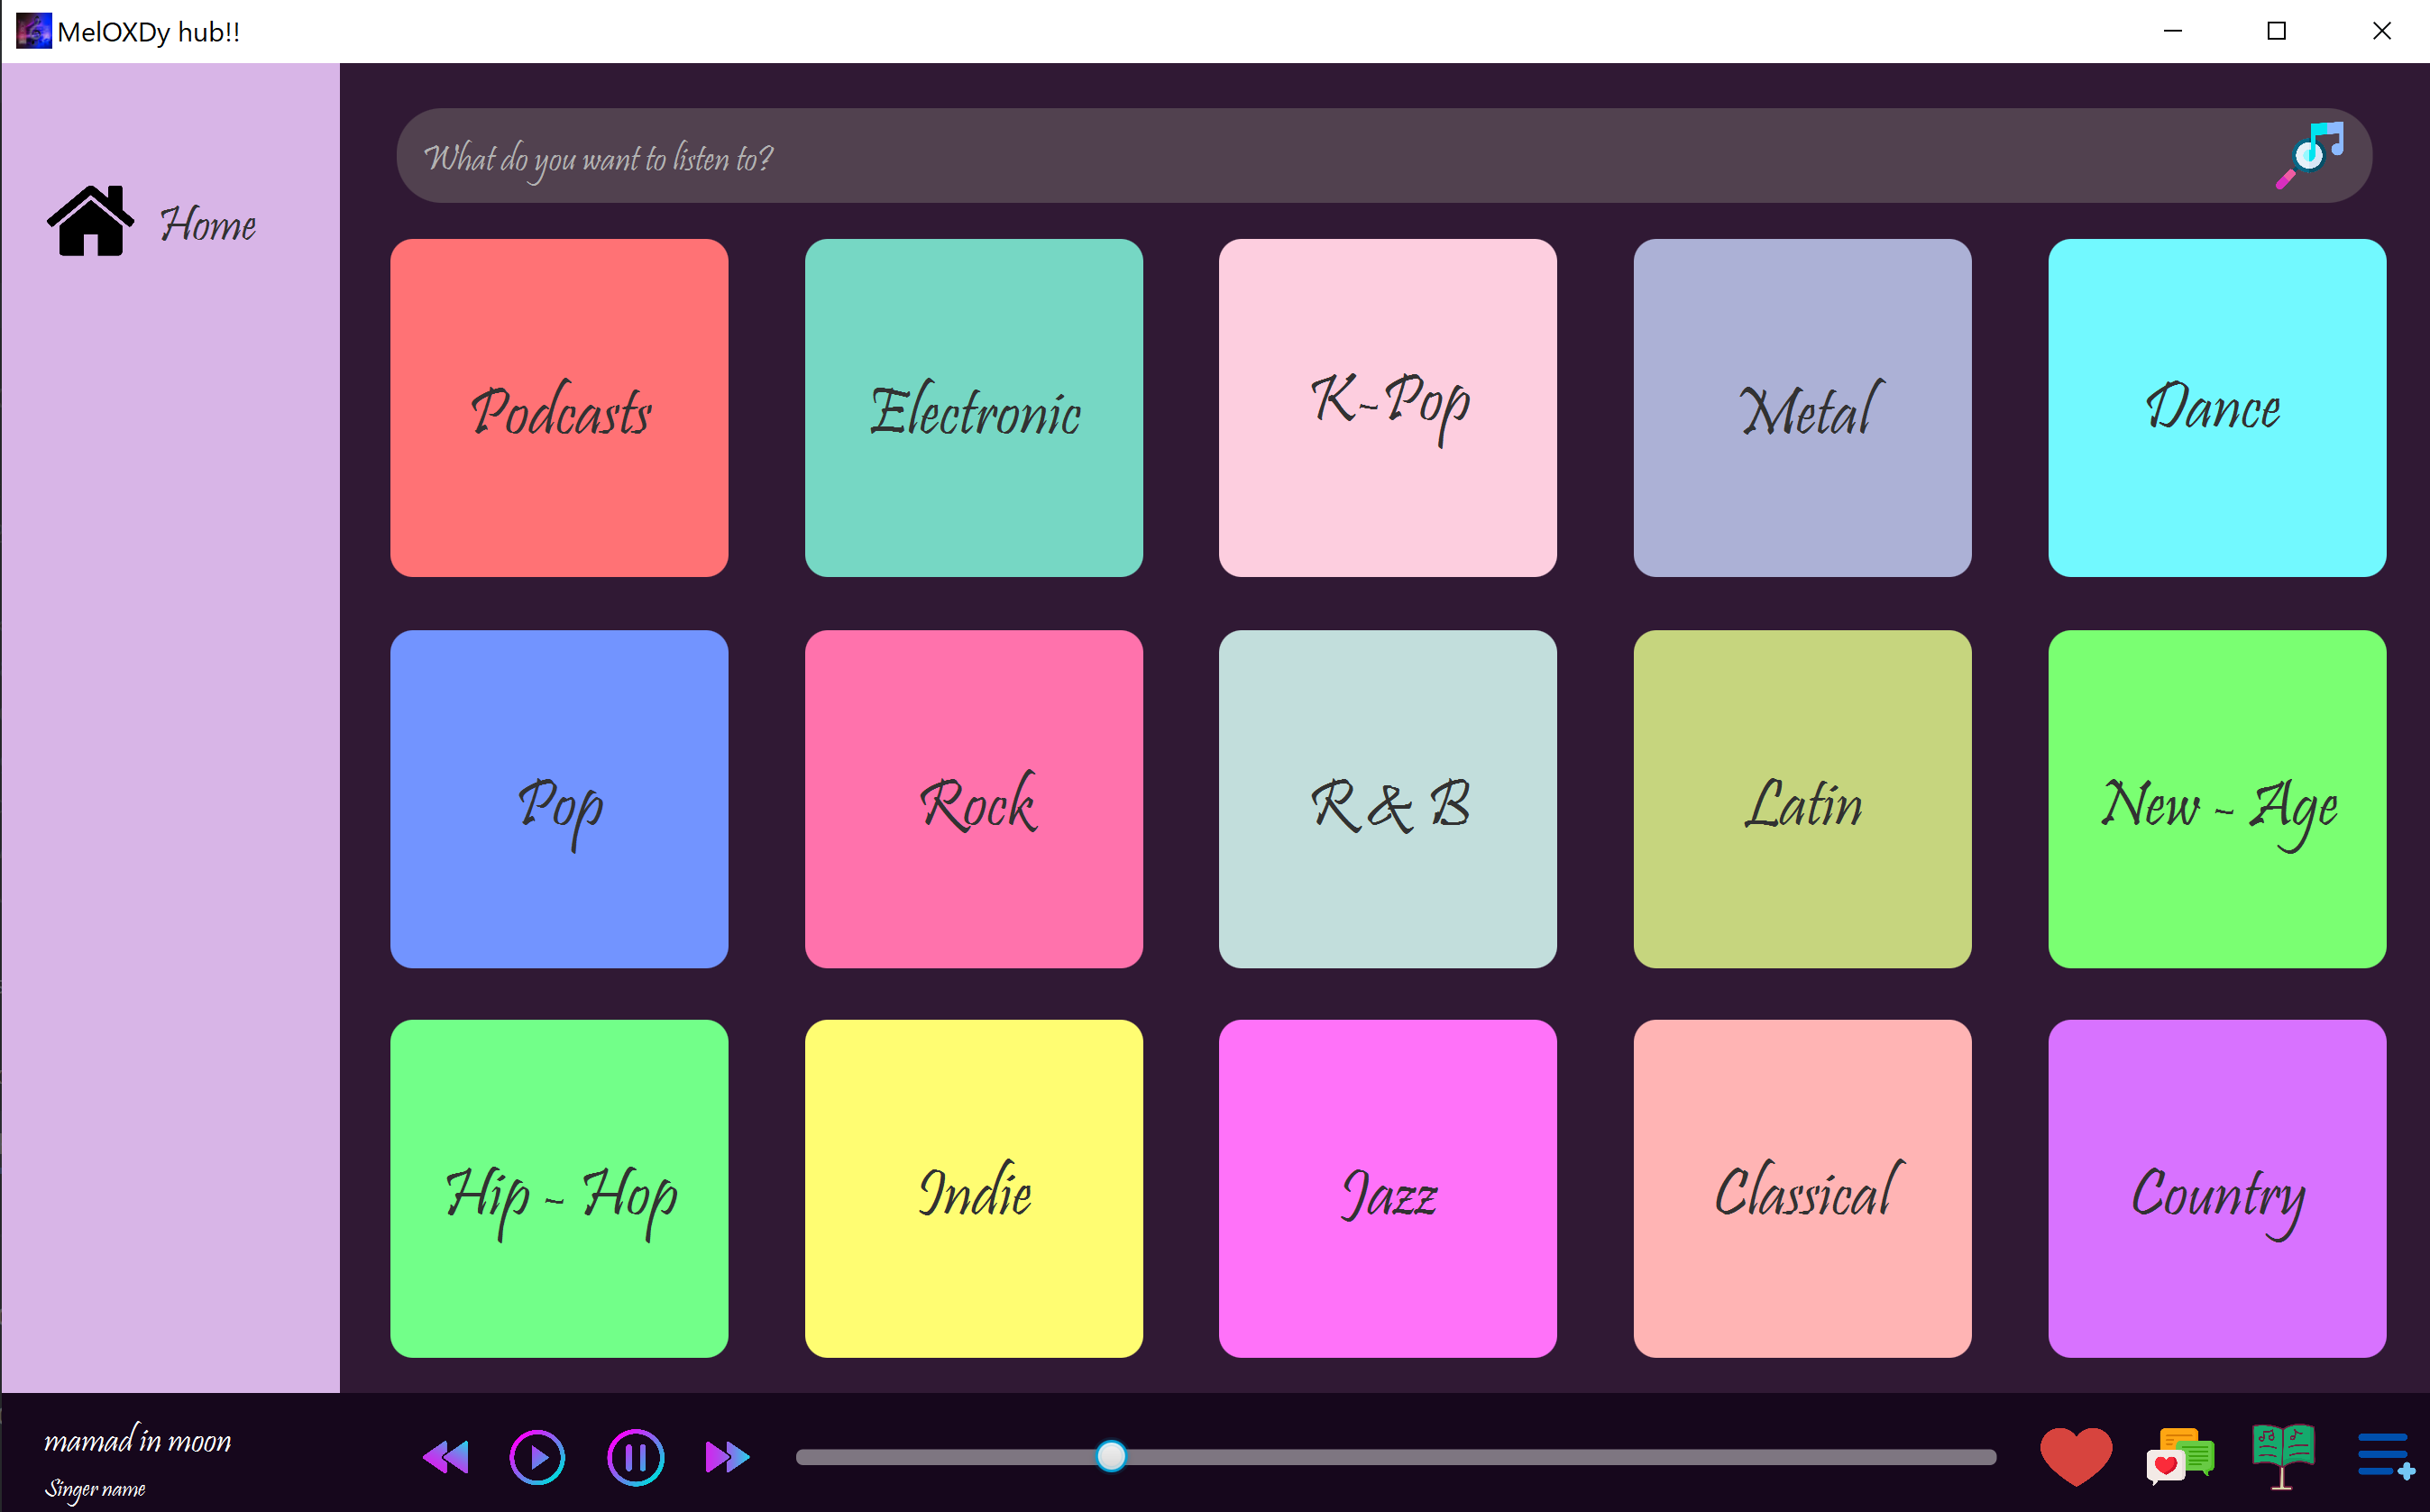 MelOXDy hub!!
Home
What do you want to listen to?
Podcasts
Electronic
K-Pop
Metal
Dance
Pop
Rock
R & B
Latin
New - Age
Hip - Hop
Indie
Jazz
Classical
Country
mamad in moon
Singer name